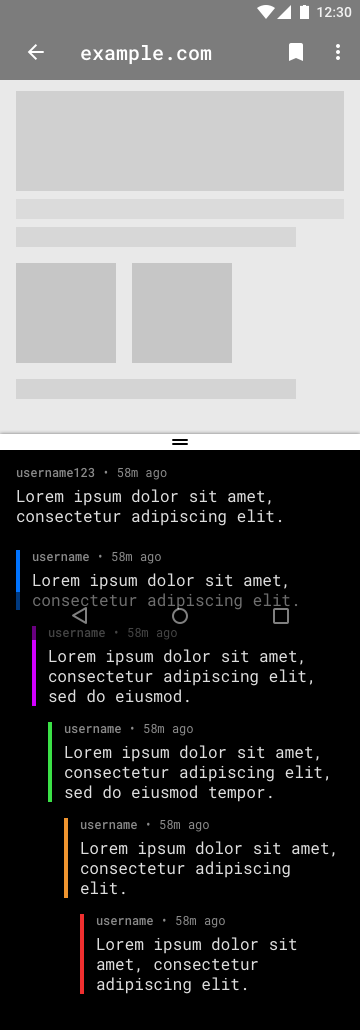 12:30
example.com
username123 • 58m ago
Lorem ipsum dolor sit amet,
consectetur adipiscing elit.
username • 58m ago
Lorem ipsum dolor sit amet,
consectetur adipiscing elit.
username • 58m ago
Lorem ipsum dolor sit amet,
consectetur adipiscing elit,
sed do eiusmod.
username • 58m ago
Lorem ipsum dolor sit amet,
consectetur adipiscing elit,
sed do eiusmod tempor.
username • 58m ago
Lorem ipsum dolor sit amet,
consectetur adipiscing
elit.
username • 58m ago
Lorem ipsum dolor sit
amet, consectetur
adipiscing elit.